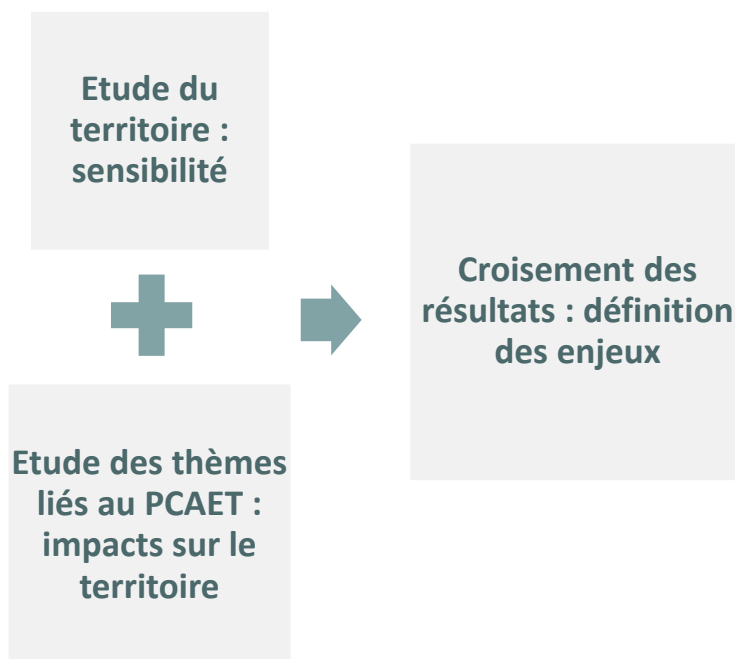 Etude du
territoire :
sensibilité
Etude des thèmes
liés au PCAET :
impacts sur le
territoire
Croisement des
résultats : définition
des enjeux